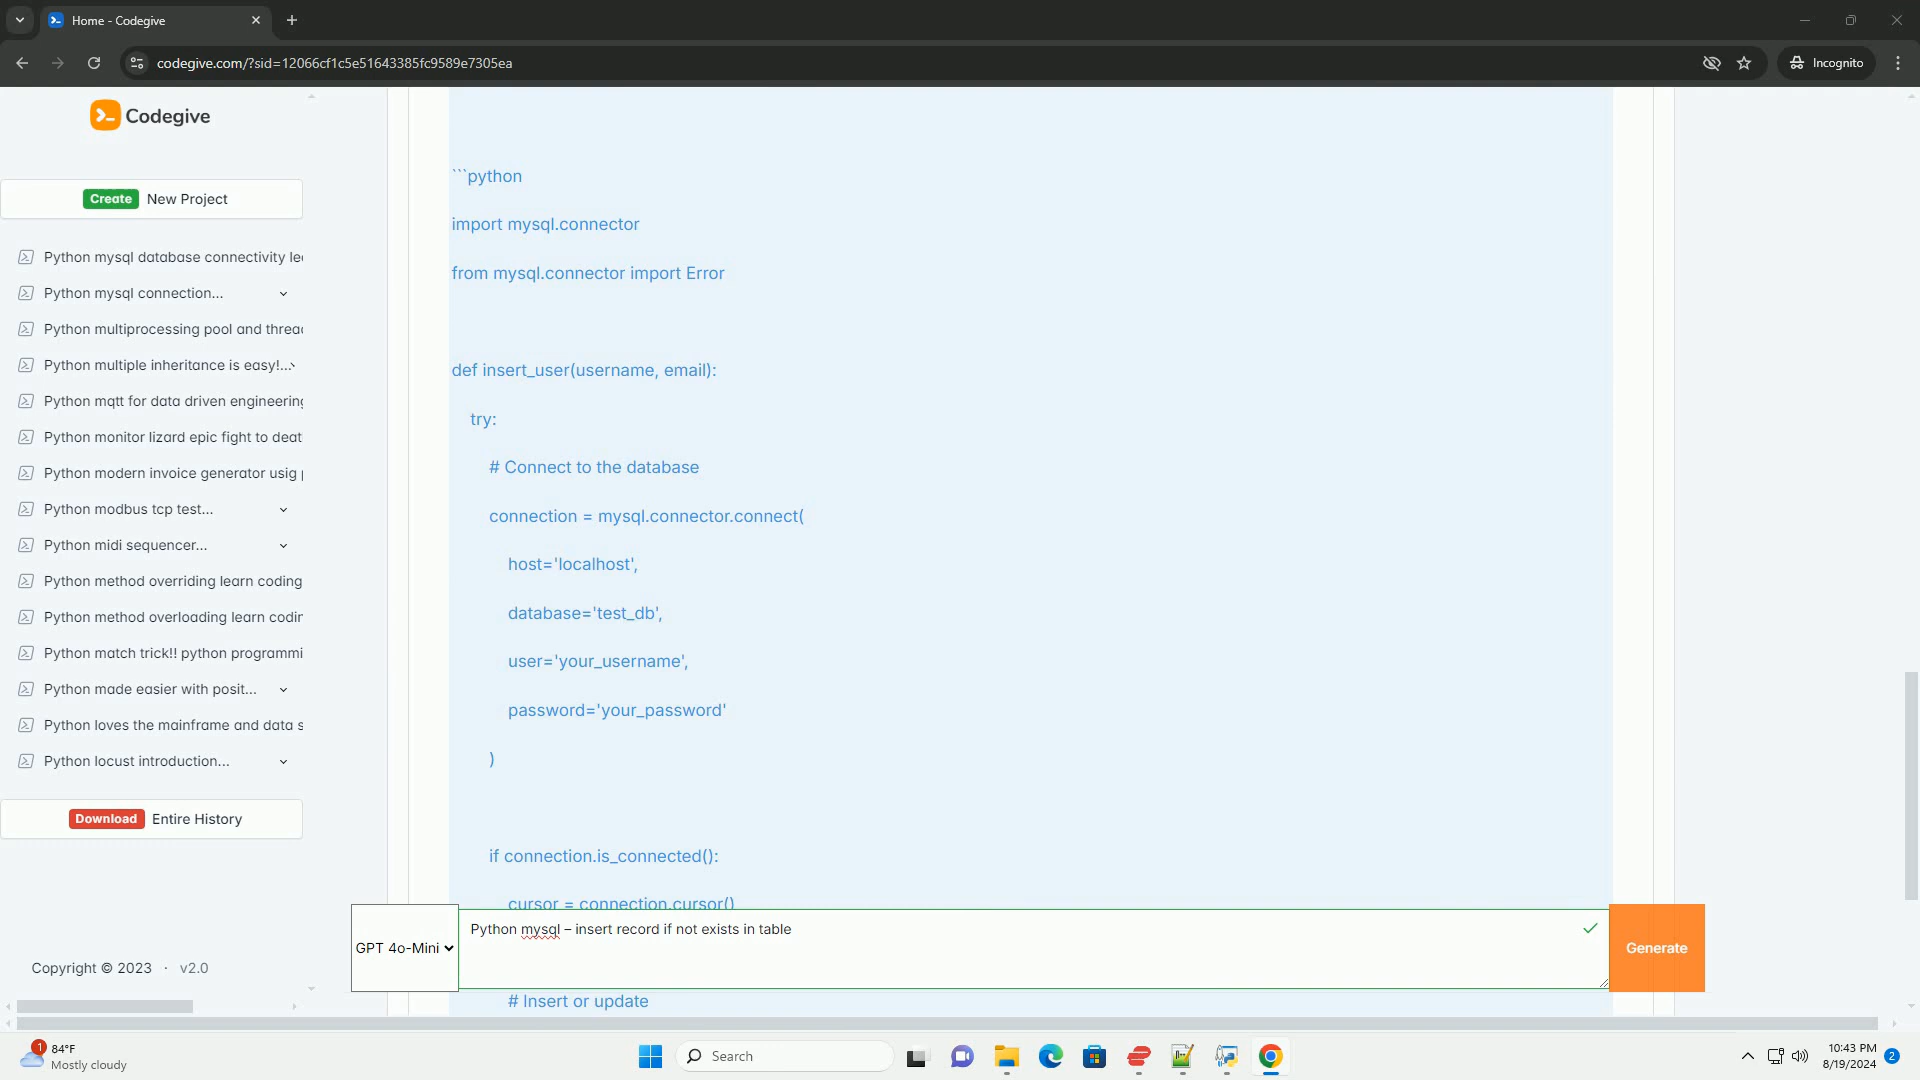 Home - Codegive
codegive.com/?sid=12066cf1c5e51643385fc9589e7305ea
Incognito
Codegive
Create New Project
Python mysql database connectivity le
Python mysql connection...
Python multiprocessing pool and threa
Python multiple inheritance is easy!...
Python mqtt for data driven engineering
Python monitor lizard epic fight to deat
Python modern invoice generator usig p
Python modbus tcp test...
Python midi sequencer...
Python method overriding learn coding
Python method overloading learn codin
Python match trick!! python programmi
Python made easier with posit...
Python loves the mainframe and data s
Python locust introduction...
Download Entire History
Copyright © 2023 · v2.0
```python
import mysql.connector
from mysql.connector import Error
def insert_user(username, email):
try:
# Connect to the database
connection = mysql.connector.connect(
host='localhost',
database='test_db',
user='your_username',
password='your_password'
)
if connection.is_connected():
cursor = connection.cursor()
GPT 4o-Mini
Python mysql – insert record if not exists in table
Generate
# Insert or update
1
84°F
Mostly cloudy
Search
10:43 PM
8/19/2024
2